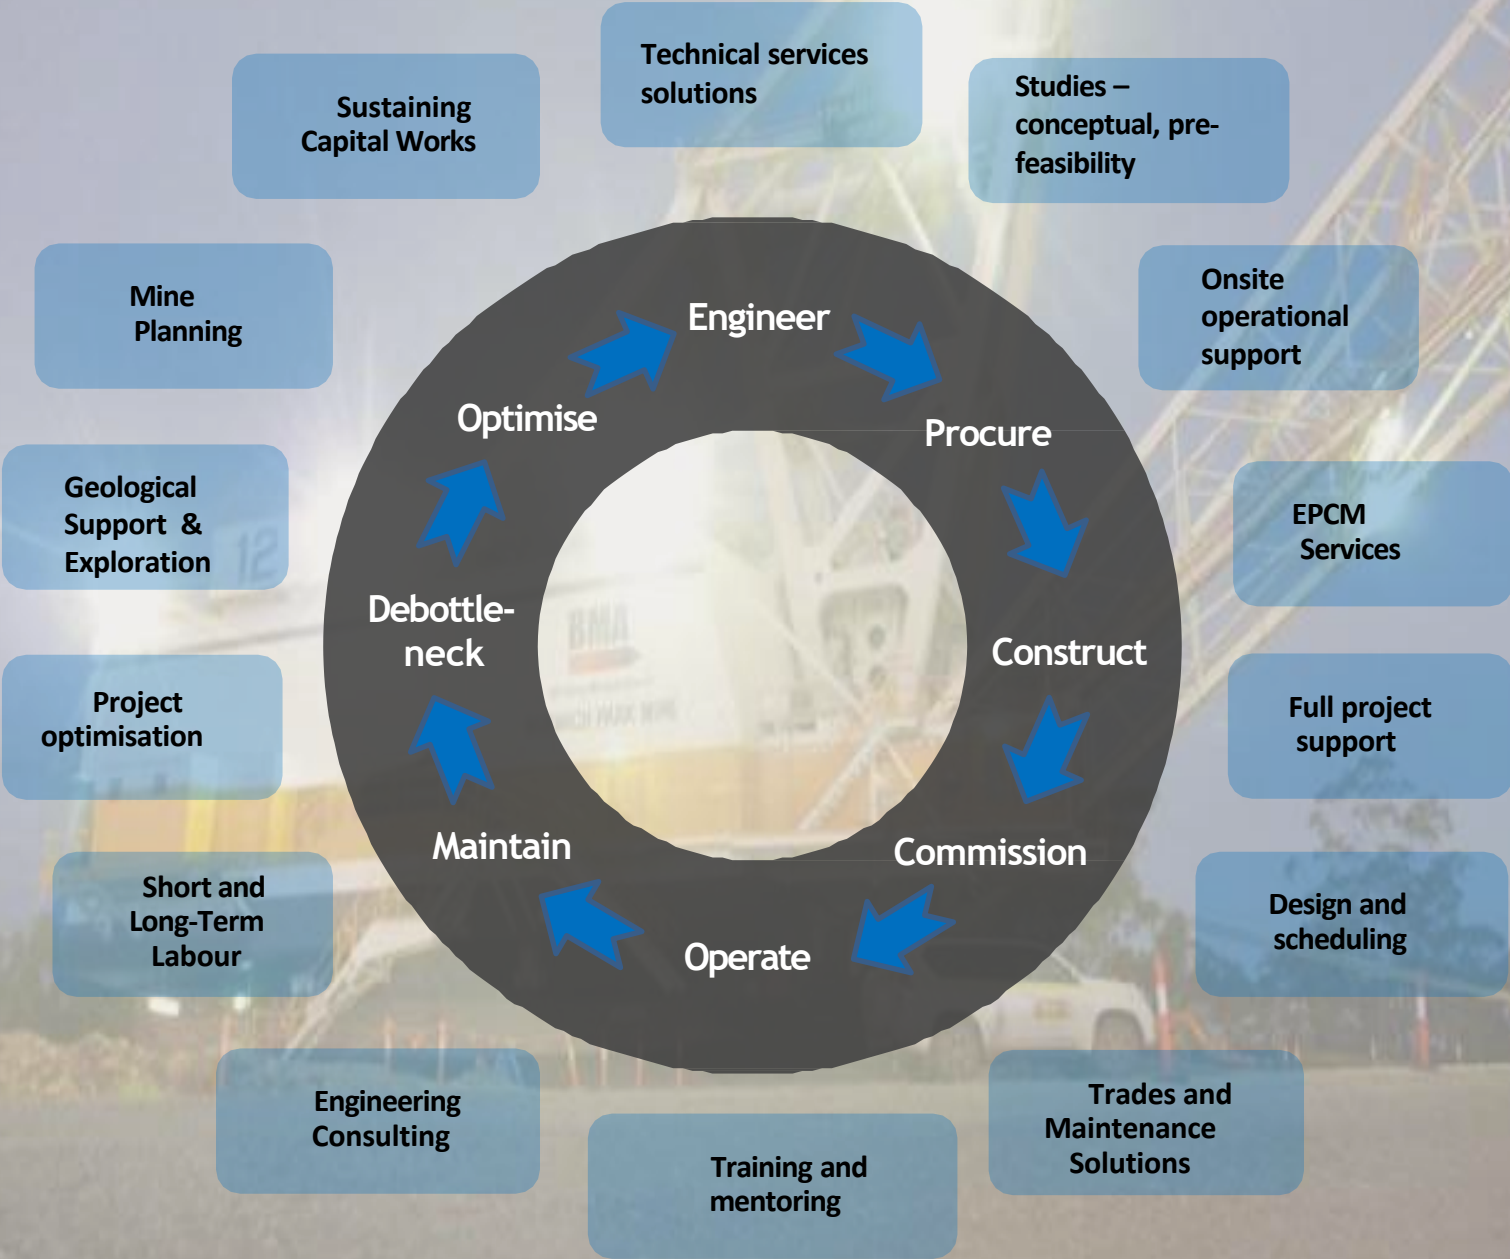 Technical services
solutions
Sustaining
Capital Works
Studies –
conceptual, pre-
feasibility
Mine
Planning
Onsite
operational
support
Engineer
Optimise
Procure
Geological
Support &
Exploration
12
EPCM
Services
Debottle-
neck
BMA
Construct
Project
optimisation
Full project
support
Maintain
Commission
Short and
Long-Term
Labour
Design and
scheduling
Operate
Engineering
Consulting
Trades and
Maintenance
Solutions
Training and
mentoring